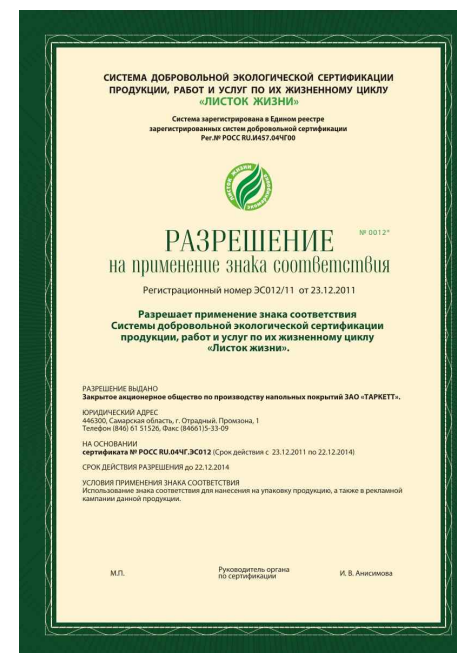 СИСТЕМА ДОБРОВОЛЬНОЙ ЭКОЛОГИЧЕСКОЙ СЕРТИФИКАЦИИ
ПРОДУКЦИИ, РАБОТ И УСЛУГ ПО ИХ ЖИЗНЕННОМУ ЦИКЛУ
«ЛИСТОК ЖИЗНИ»
Система зарегистрирована в Едином реестре
зарегистрированных систем добровольной сертификации
Рег.№ РОСС RU.И457.04ЧГ00
ЛИСТОК ЖИЗНИ
№ 0012*
РАЗРЕШЕНИЕ
на применение знака соответствия
Регистрационный номер ЭС012/11 от 23.12.2011
Разрешает применение знака соответствия
Системы добровольной экологической сертификации
продукции, работ и услуг по их жизненному циклу
«Листок жизни».
РАЗРЕШЕНИЕ ВЫДАНО
Закрытое акционерное общество по производству напольных покрытий ЗАО «ТАРКЕТТ».
ЮРИДИЧЕСКИЙ АДРЕС
446300, Самарская область, г. Отрадный, Промзона, 1
Телефон (846) 61 51526, Факс (84661)5-33-09
НА ОСНОВАНИИ
сертификата № РОСС RU.04ЧГ.ЭС012 (Срок действия с 23.12.2011 по 22.12.2014)
СРОК ДЕЙСТВИЯ РАЗРЕШЕНИЯ до 22.12.2014
УСЛОВИЯ ПРИМЕНЕНИЯ ЗНАКА СООТВЕТСТВИЯ
Использование знака соответствия для нанесения на упаковку продукцию, а также в рекламной
кампании данной продукции.
М.П.
Руководитель органа
по сертификации
И. В. Анисимова